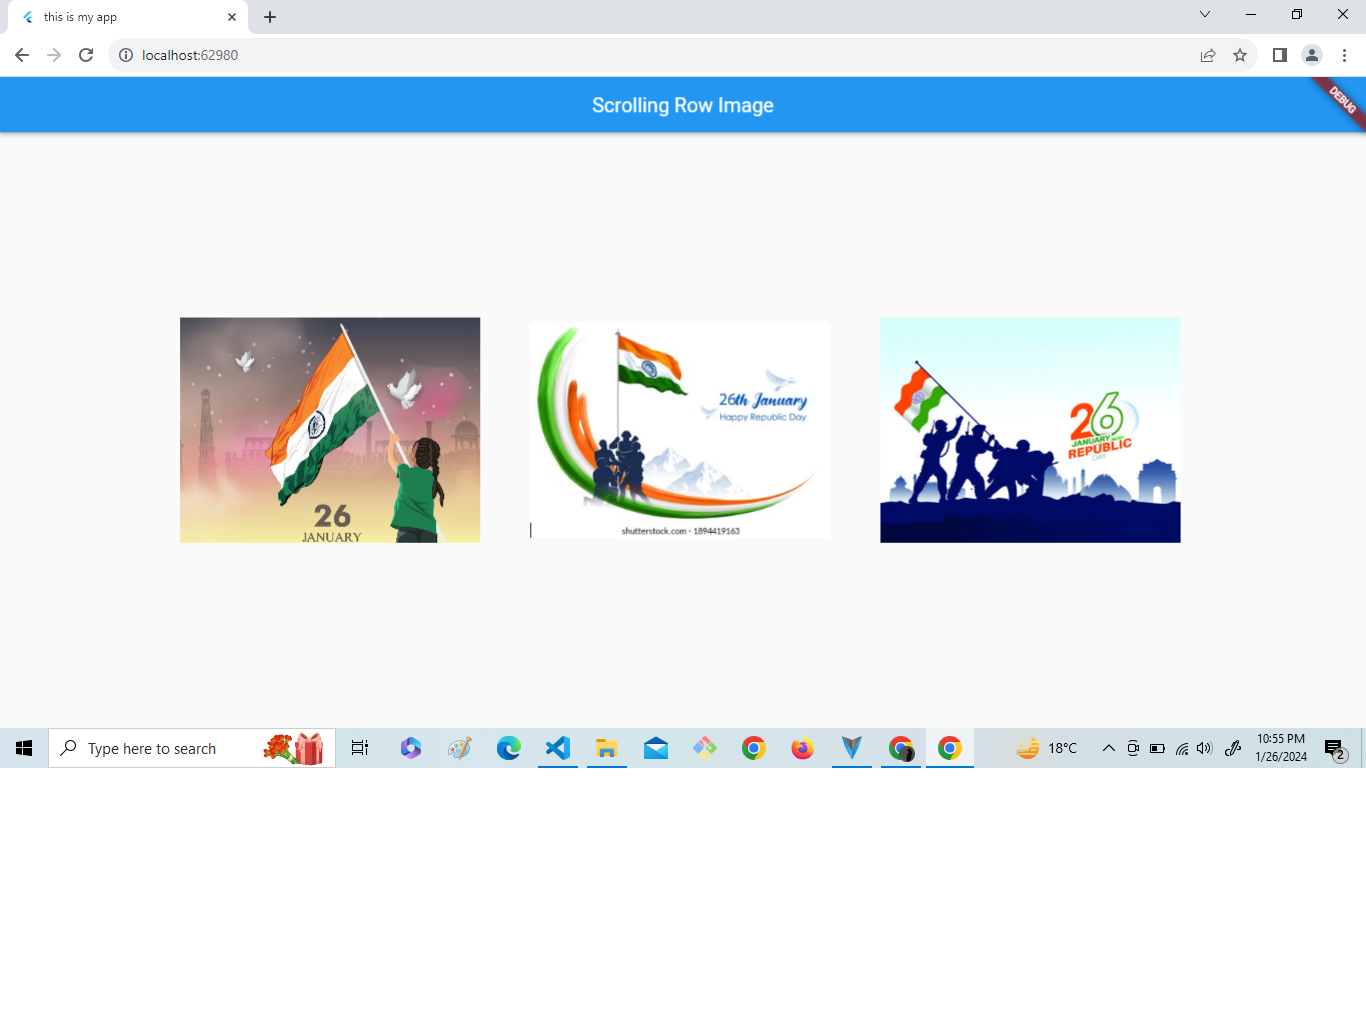 this is my app
localhost:62980
Scrolling Row Image
DEBUG
26
JANUARY
26th January
Happy Republic Day
shutterstock.com · 1894419163
26
JANUARY
REPUBLIC
DAY
Type here to search
18°C
10:55 PM
1/26/2024
2